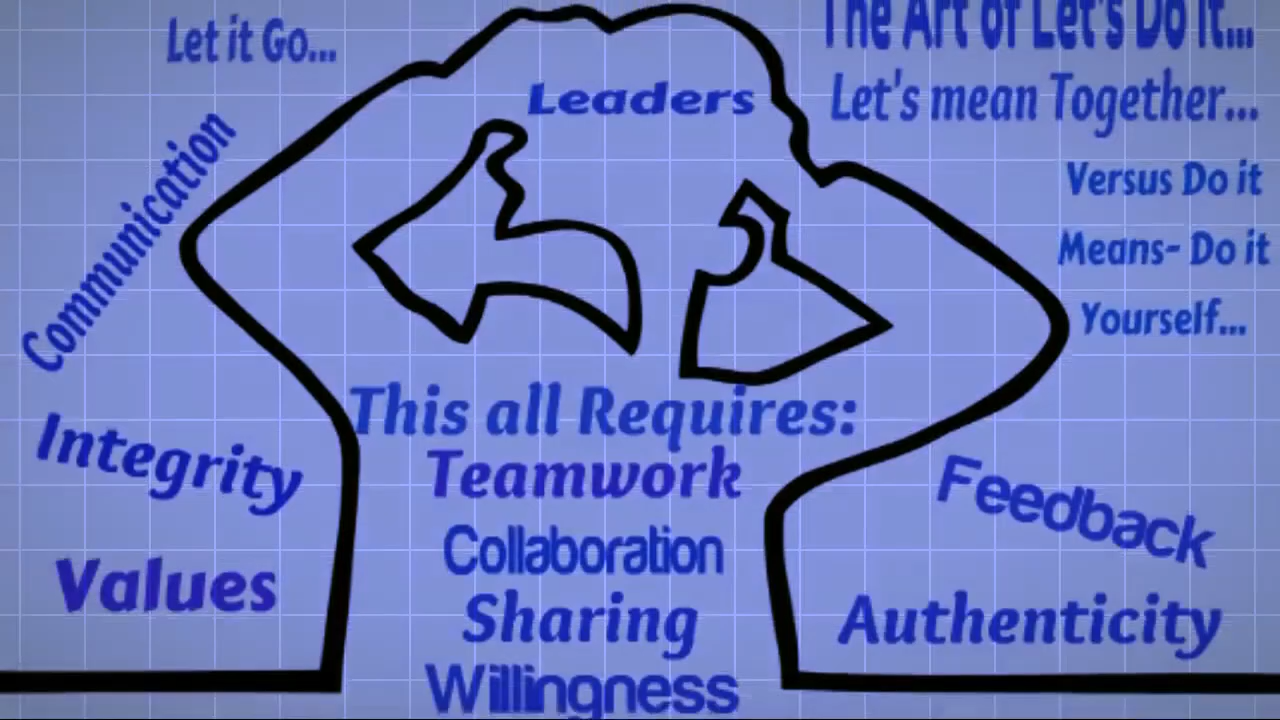 Let it Go...
The Art of Let's Do It...
Let's mean Together...
Leaders
Versus Do it
Means- Do it
Yourself...
Communication
This all Requires:
Teamwork
Collaboration
Sharing
Willingness
Integrity
Values
Feedback
Authenticity